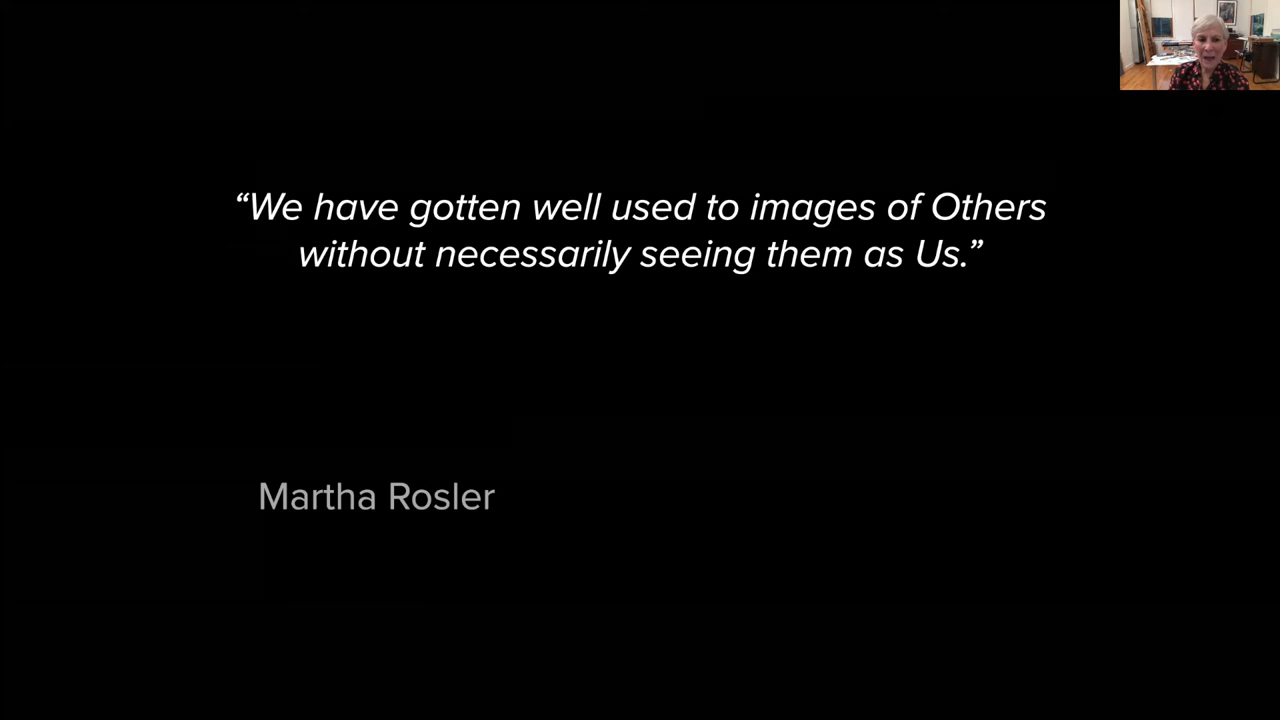 “We have gotten well used to images of Others
without necessarily seeing them as Us.”
Martha Rosler